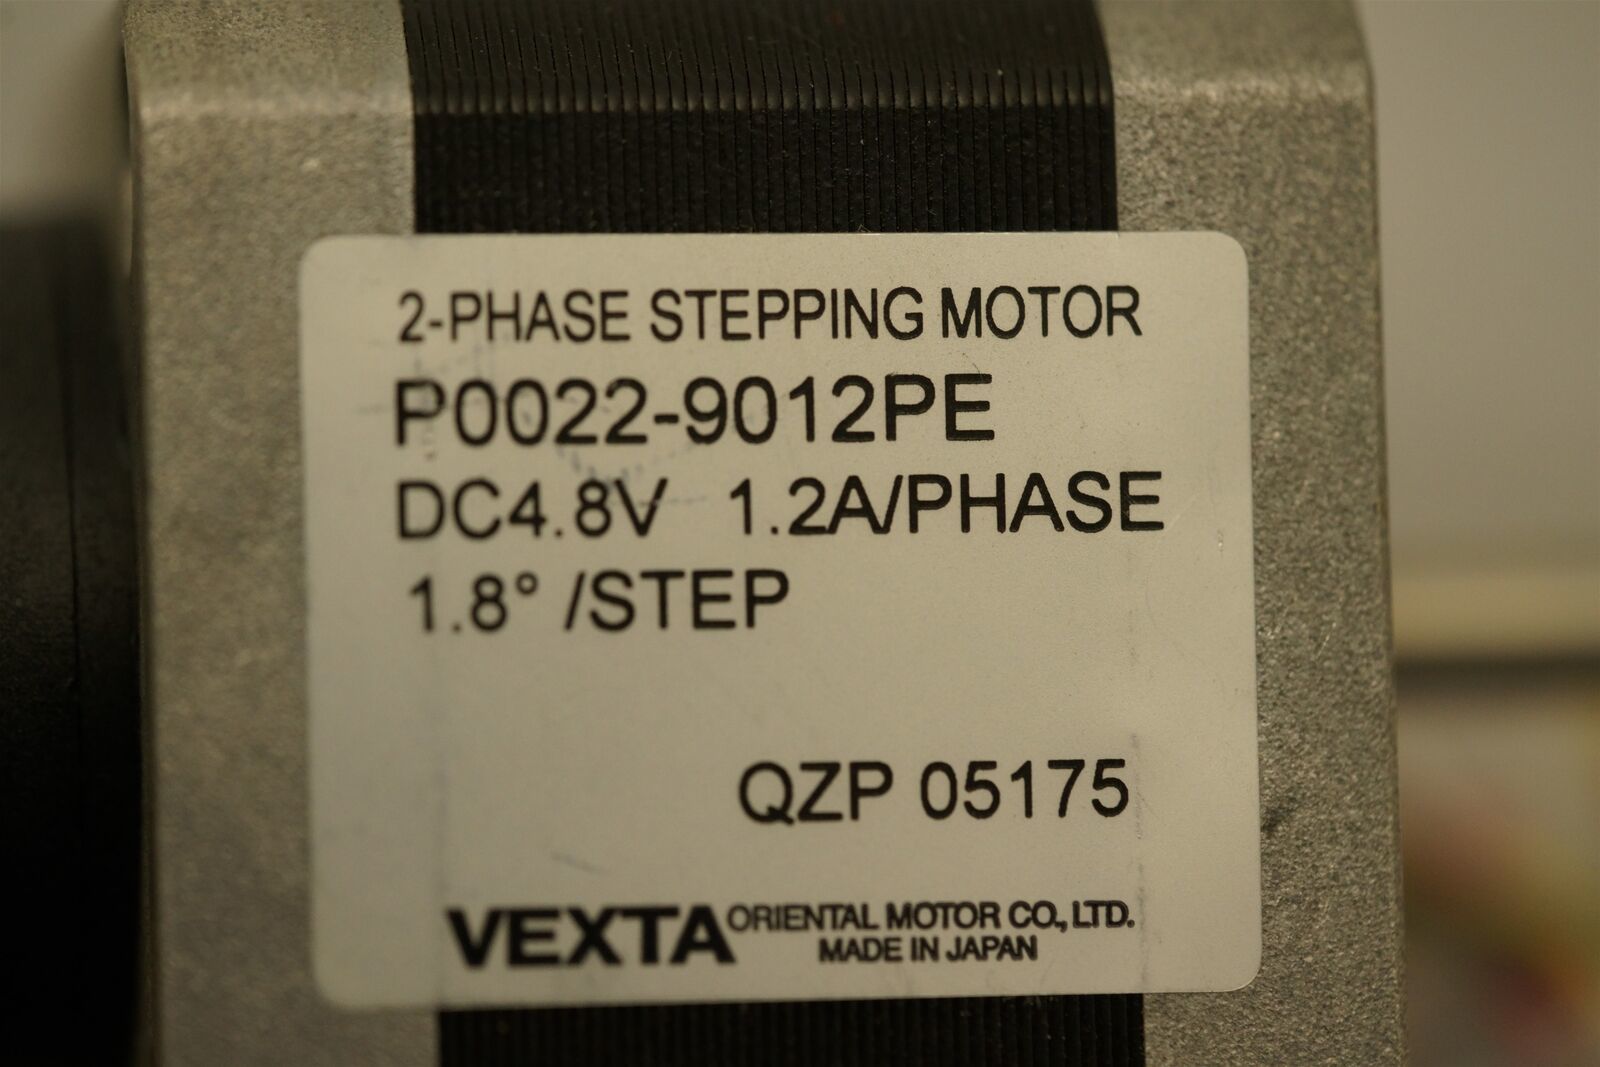 2-PHASE STEPPING MOTOR
P0022-9012PE
DC4.8V 1.2A/PHASE
1.8° /STEP
QZP 05175
VEXTA ORIENTAL MOTOR CO., LTD.
MADE IN JAPAN